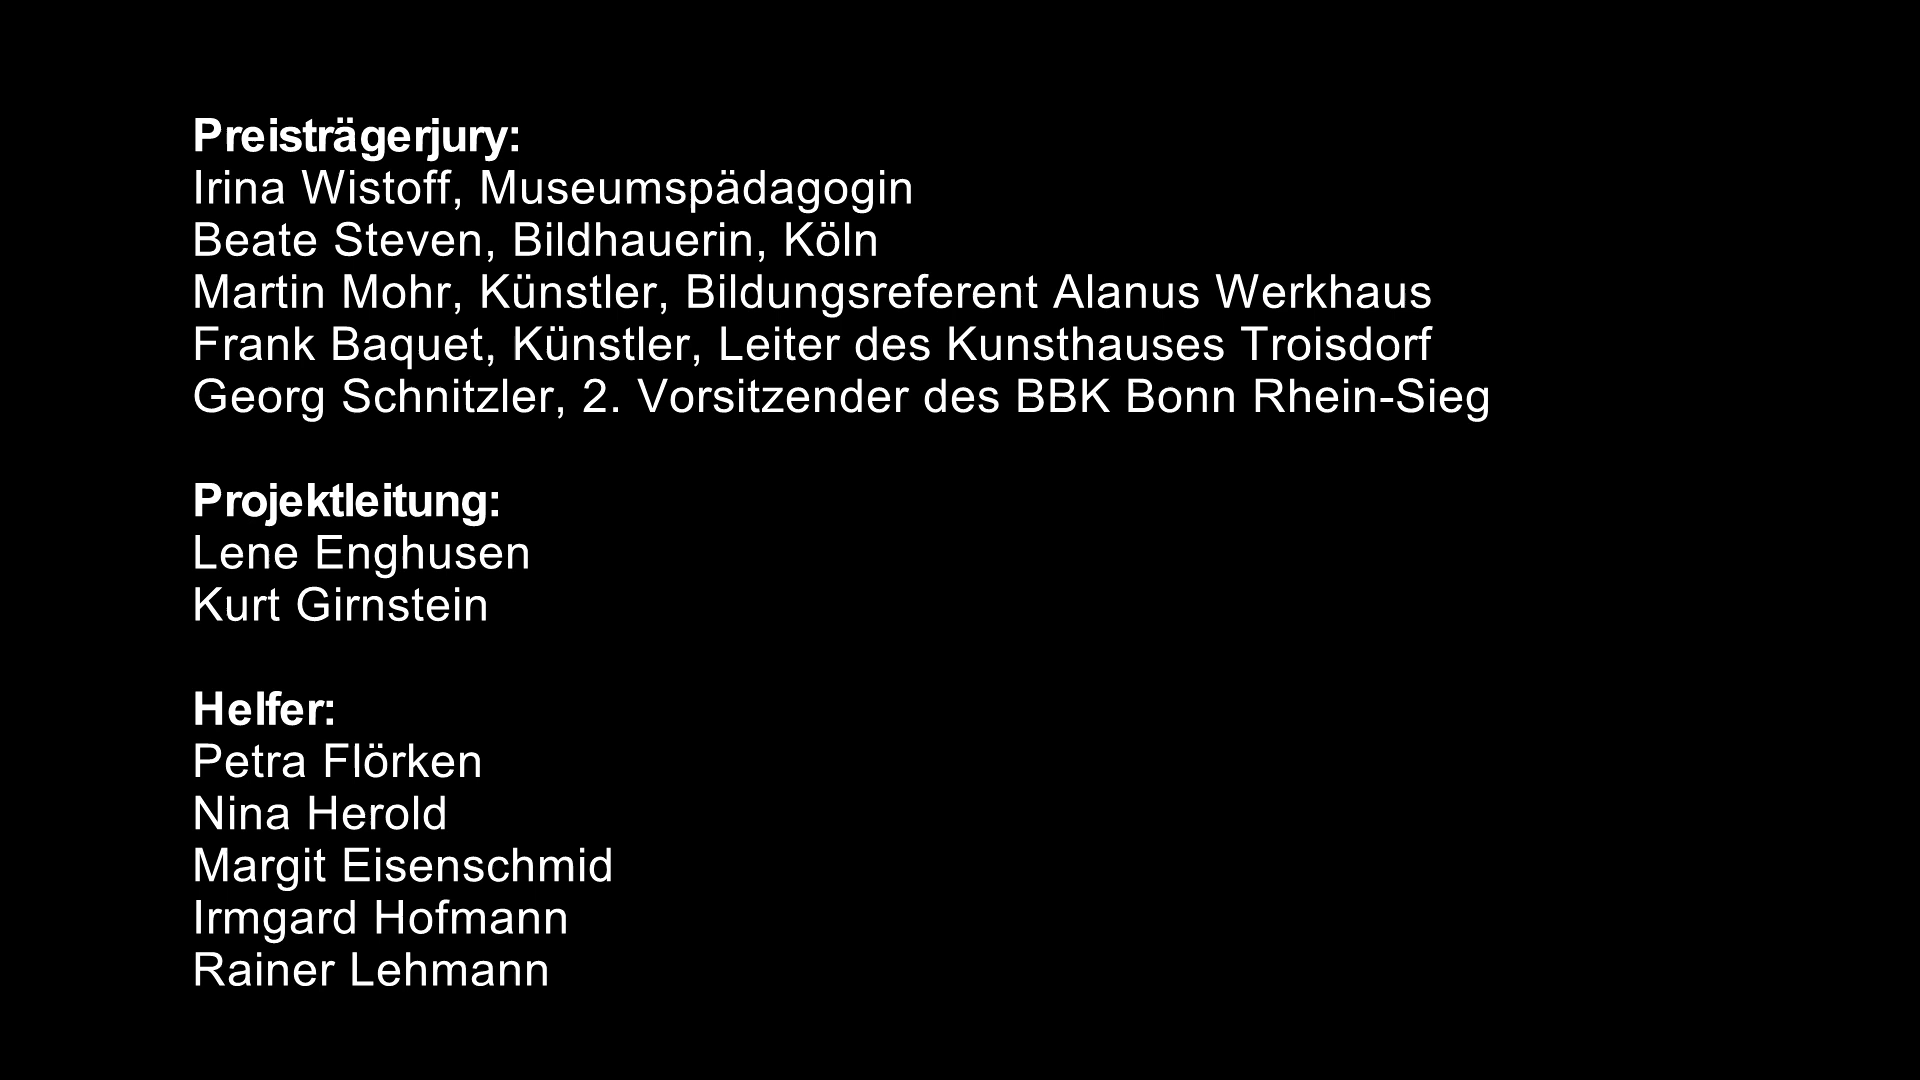 Preisträgerjury:
Irina Wistoff, Museumspädagogin
Beate Steven, Bildhauerin, Köln
Martin Mohr, Künstler, Bildungsreferent Alanus Werkhaus
Frank Baquet, Künstler, Leiter des Kunsthauses Troisdorf
Georg Schnitzler, 2. Vorsitzender des BBK Bonn Rhein-Sieg
Projektleitung:
Lene Enghusen
Kurt Girnstein
Helfer:
Petra Flörken
Nina Herold
Margit Eisenschmid
Irmgard Hofmann
Rainer Lehmann